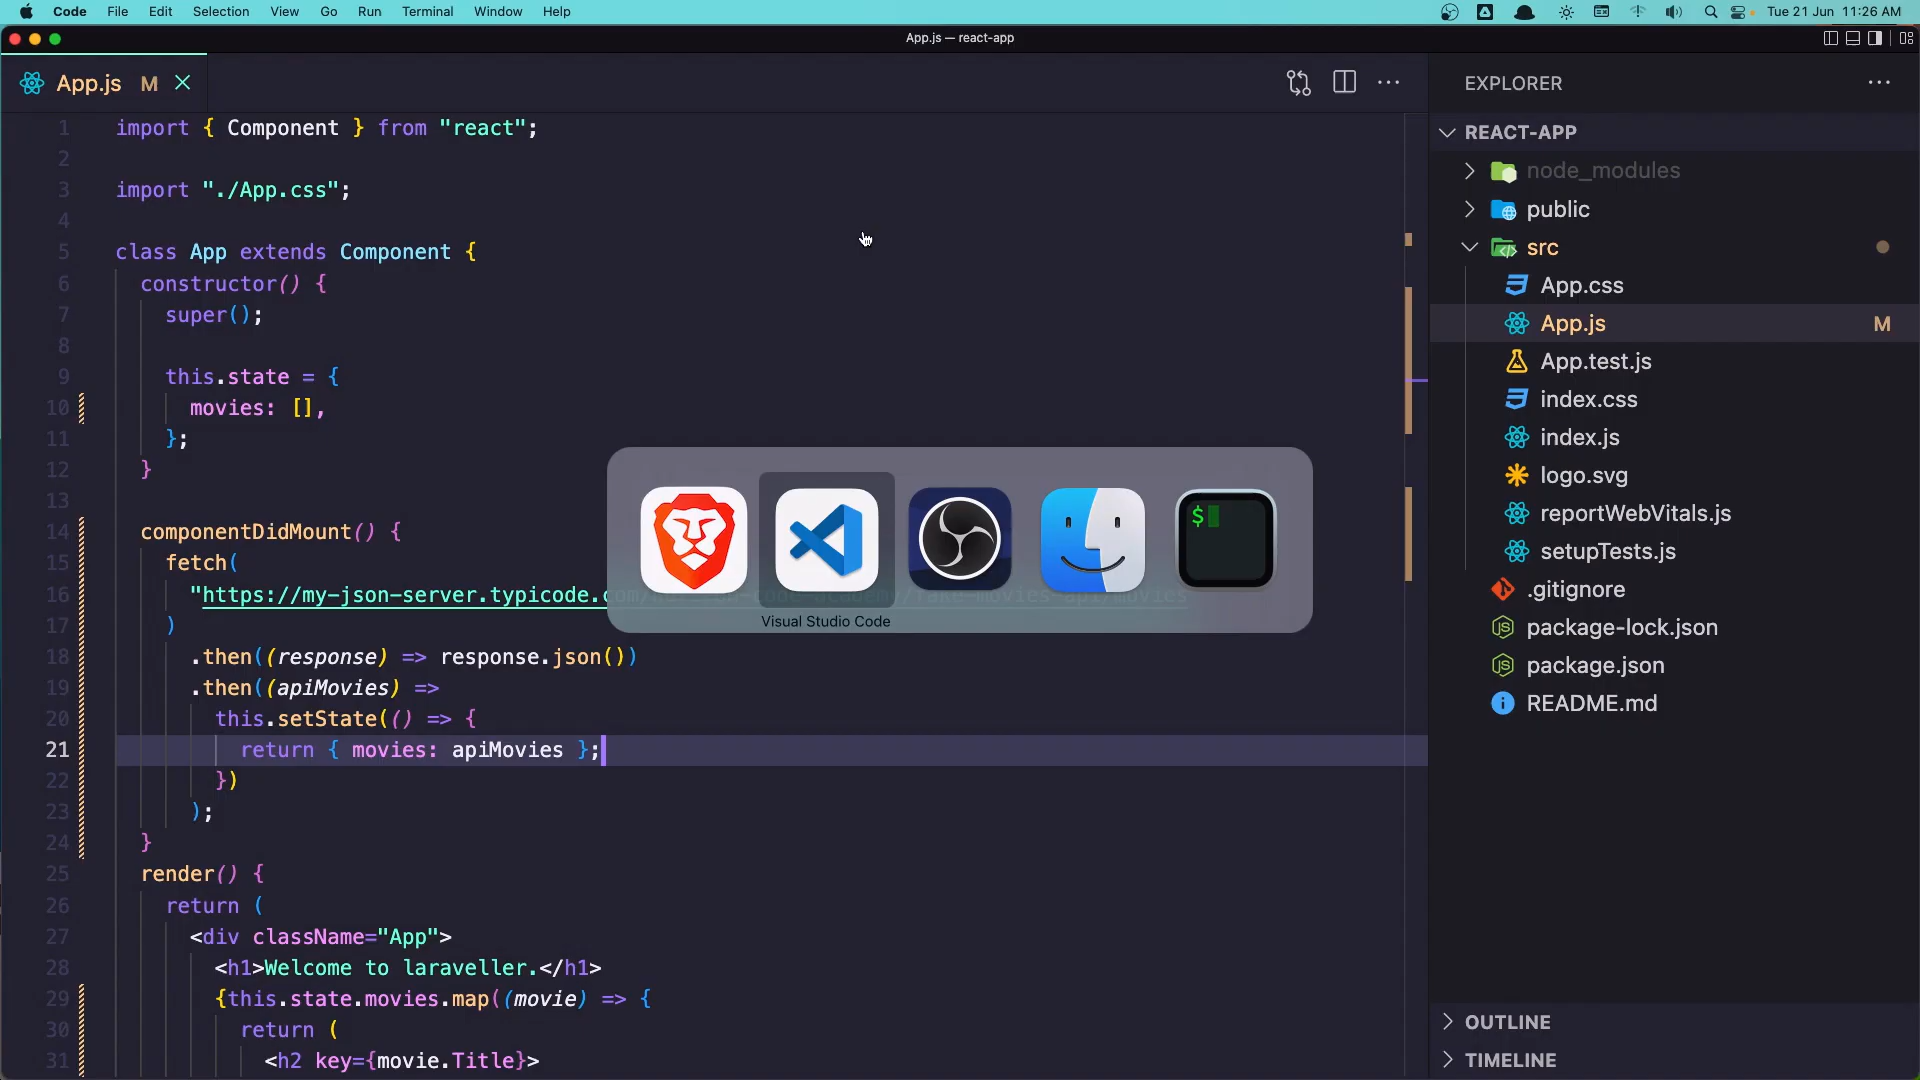 Code File Edit Selection View Go Run Terminal Window Help Tue 21 Jun 11:26 AM
App.js — react-app
App.js M
EXPLORER
1 import { Component } from "react";
2
3 import "./App.css";
4
5 class App extends Component {
6 constructor() {
7 super();
8
9 this.state = {
10 movies: [],
11 };
12 }
13
14 componentDidMount() {
15 fetch(
16 "https://my-json-server.typicode.
17 )
18 .then((response) => response.json())
19 .then((apiMovies) =>
20 this.setState(() => {
21 return { movies: apiMovies };
22 })
23 );
24 }
25 render() {
26 return (
27 <div className="App">
28 <h1>Welcome to laraveller.</h1>
29 {this.state.movies.map((movie) => {
30 return (
31 <h2 key={movie.Title}>
$
Visual Studio Code
REACT-APP
node_modules
public
src
App.css
App.js M
App.test.js
index.css
index.js
logo.svg
reportWebVitals.js
setupTests.js
.gitignore
package-lock.json
package.json
README.md
OUTLINE
TIMELINE